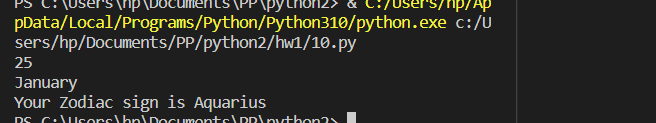 PS C:\Users\hp\Documents\PP\python2> & C:/Users/hp/Ap
pData/Local/Programs/Python/Python310/python.exe c:/U
sers/hp/Documents/PP/python2/hw1/10.py
25
January
Your Zodiac sign is Aquarius
PS C:\Users\hp\Documents\PP\python2>